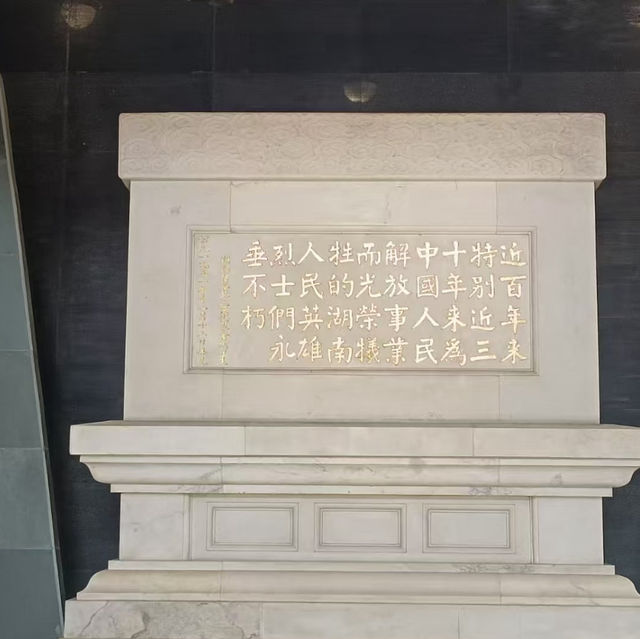 近百年来
特别近三
十年来為
中國人民
解放事業
而光榮犧
牲的湖南
人民英雄
烈士們永
垂不朽